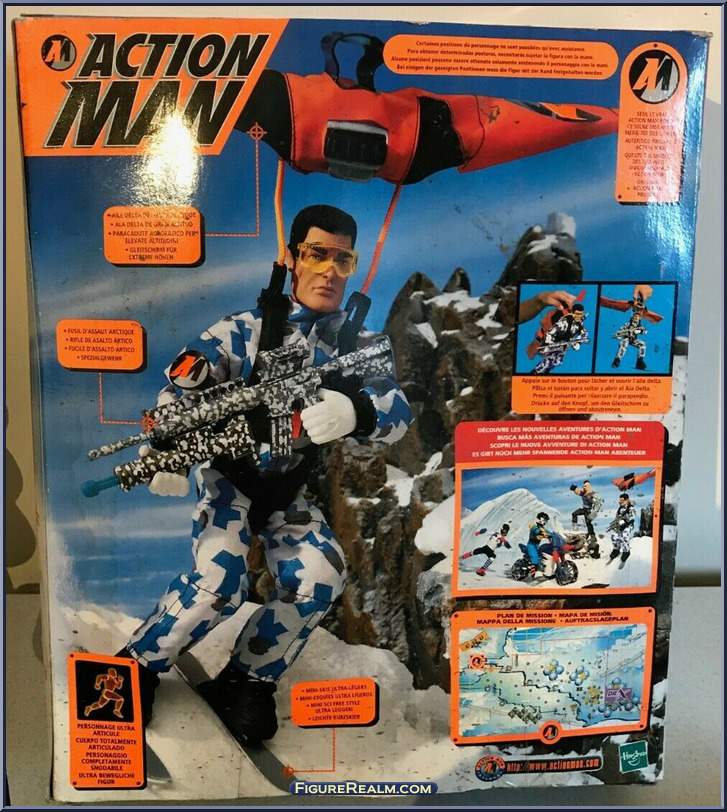 ACTION
MAN
Certaines positions du personnage ne sont possibles qu'avec assistance.
Para obtener determinadas posturas, necesitarás sujetar la figura con la mano.
Alcune posizioni possono essere ottenute solamente sostenendo il personaggio con le mani.
Bei einigen der gezeigten Positionen muss die Figur mit der Hand festgehalten werden.
SEUL LE VRAI
ACTION MAN
• AILE DELTA
• ALA DELTA DE GRAN ALTITUD
• PARACADUTE
ELEVATE ALTITUDINI
• GLEITSCHIRM FÜR
EXTREME HÖHEN
• FUSIL D'ASSAUT ARCTIQUE
• RIFLE DE ASALTO ÁRTICO
• FUCILE D'ASSALTO ARTICO
• SPEZIALGEWEHR
Appuie sur le bouton pour lâcher et ouvrir l'aile delta.
Pulsa el botón para soltar y abrir el Ala Delta.
Premi il pulsante per rilasciare il parapendio.
Drücke auf den Knopf, um den Gleitschirm zu
öffnen und abzutrennen.
DÉCOUVRE LES NOUVELLES AVENTURES D'ACTION MAN
BUSCA MÁS AVENTURAS DE ACTION MAN
SCOPRI LE NUOVE AVVENTURE DI ACTION MAN
ES GIBT NOCH MEHR SPANNENDE ACTION MAN ABENTEUER
PLAN DE MISSION • MAPA DE MISIÓN
MAPPA DELLA MISSIONE • AUFTRAGSLAGEPLAN
• MINI-SKIS ULTRA-LÉGERS
• MINI-ESQUIES ULTRA LIGEROS
• MINI SCI FREE STYLE
ULTRA LEGGERI
• LEICHTE KURZSKIER
PERSONNAGE ULTRA
ARTICULÉ
CUERPO TOTALMENTE
ARTICULADO
PERSONAGGIO
COMPLETAMENTE
SNODABILE
ULTRA BEWEGLICHE
FIGUR
http://www.actionman.com
Hasbro
FIGUREREALM.COM